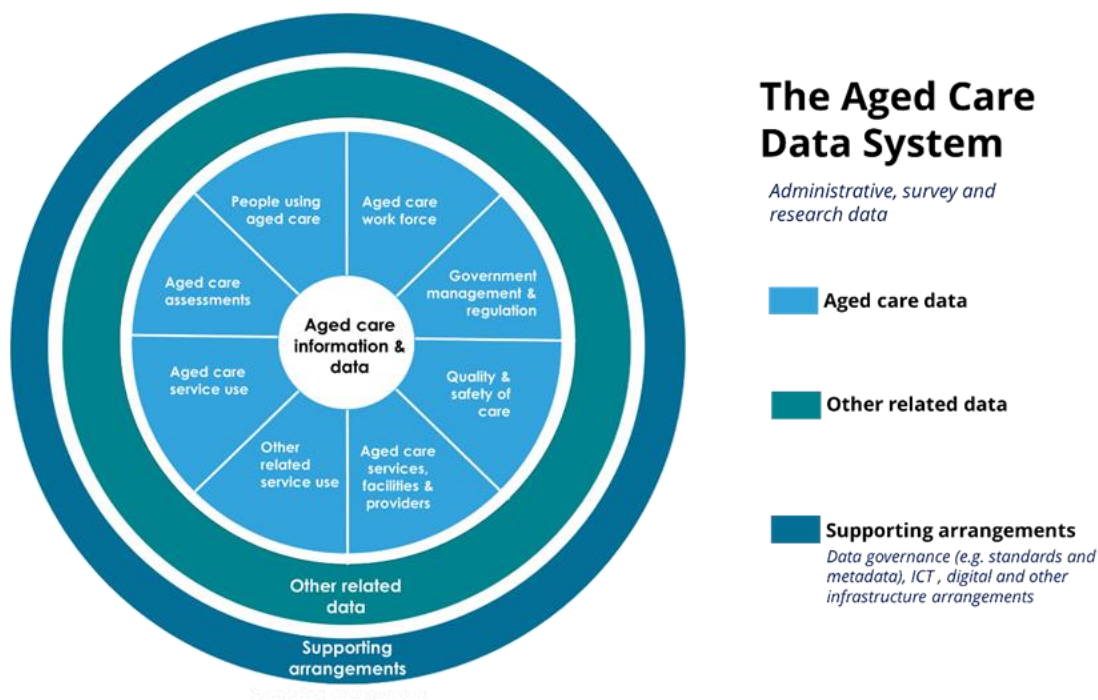 The Aged Care
Data System
Administrative, survey and
research data
Aged care data
Other related data
Supporting arrangements
Data governance (e.g. standards and
metadata), ICT , digital and other
infrastructure arrangements
People using
aged care
Aged care
work force
Government
management &
regulation
Quality &
safety of
care
Aged care
services,
facilities &
providers
Other
related
service use
Aged care
service use
Aged care
assessments
Aged care
information &
data
Other related
data
Supporting
arrangements
Supporting arrangements